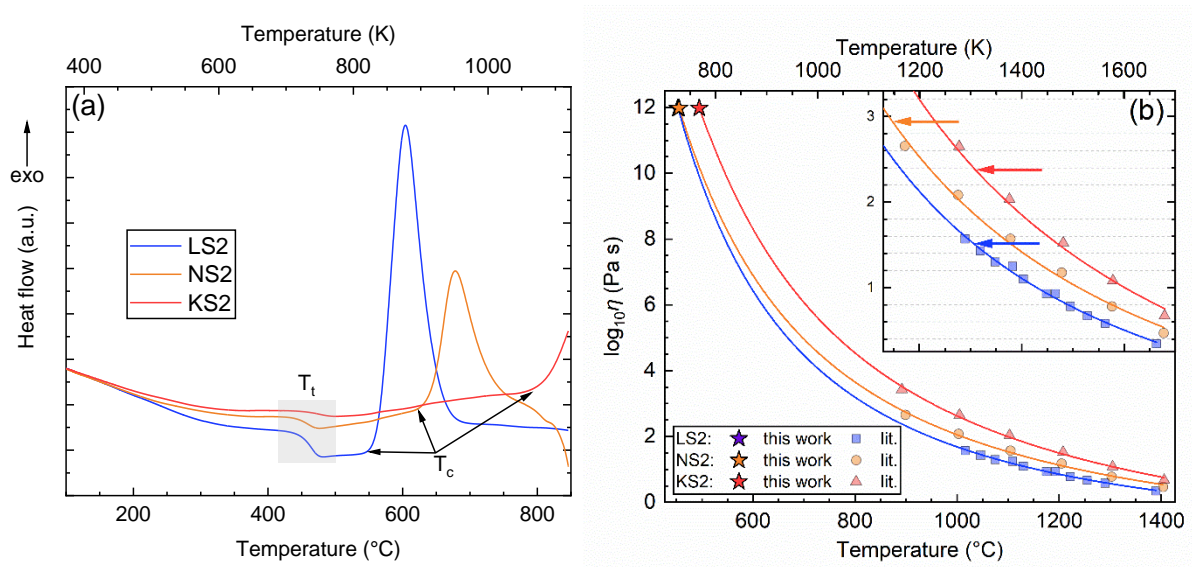 Temperature (K)
400 600 800 1000
(a)
exo
Heat flow (a.u.)
LS2
NS2
KS2
Tt
Tc
200 400 600 800
Temperature (°C)
Temperature (K)
800 1000 1200 1400 1600
(b)
12
10
8
6
4
2
0
log10η (Pa s)
3
2
1
LS2: this work lit.
NS2: this work lit.
KS2: this work lit.
600 800 1000 1200 1400
Temperature (°C)